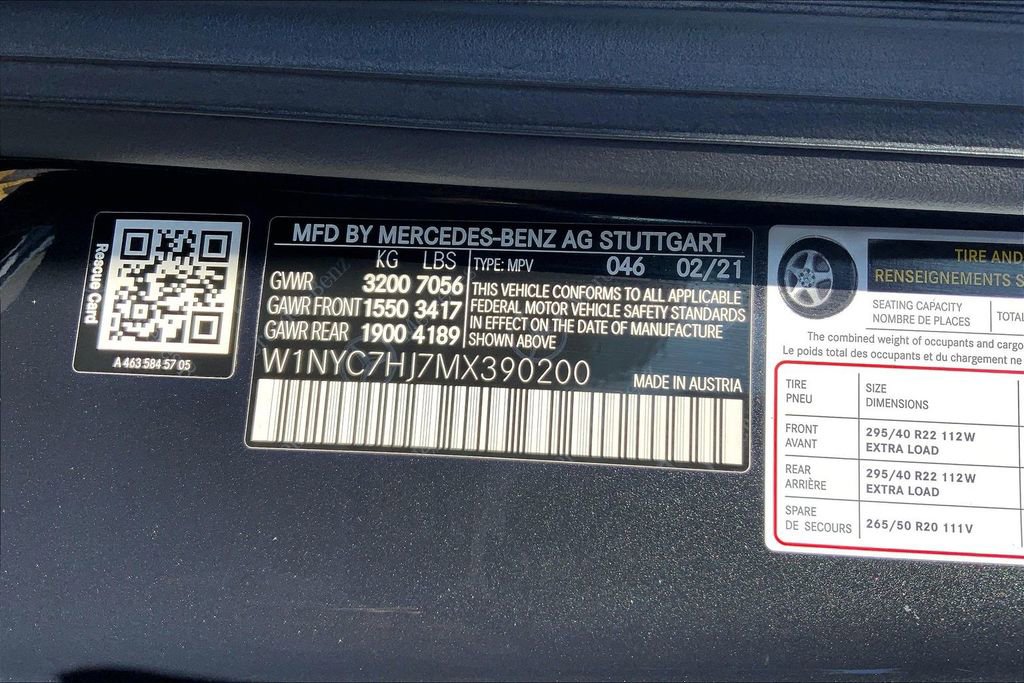 Rescue Card
A 463 584 57 05
MFD BY MERCEDES-BENZ AG STUTTGART
KG LBS
GWWR 3200 7056
GAWR FRONT 1550 3417
GAWR REAR 1900 4189
TYPE: MPV 046 02/21
THIS VEHICLE CONFORMS TO ALL APPLICABLE
FEDERAL MOTOR VEHICLE SAFETY STANDARDS
IN EFFECT ON THE DATE OF MANUFACTURE
SHOWN ABOVE
W1NYC7HJ7MX390200
MADE IN AUSTRIA
TIRE AND
RENSEIGNEMENTS S
SEATING CAPACITY
NOMBRE DE PLACES
TOTAL
The combined weight of occupants and cargo
Le poids total des occupants et du chargement ne
TIRE SIZE
PNEU DIMENSIONS
FRONT 295/40 R22 112W
AVANT EXTRA LOAD
REAR 295/40 R22 112W
ARRIÈRE EXTRA LOAD
SPARE 265/50 R20 111V
DE SECOURS